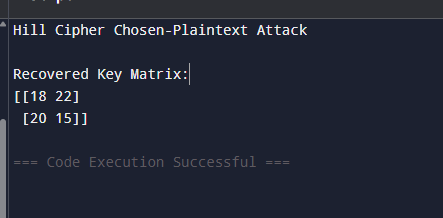 Hill Cipher Chosen-Plaintext Attack
Recovered Key Matrix:
[[18 22]
 [20 15]]
=== Code Execution Successful ===